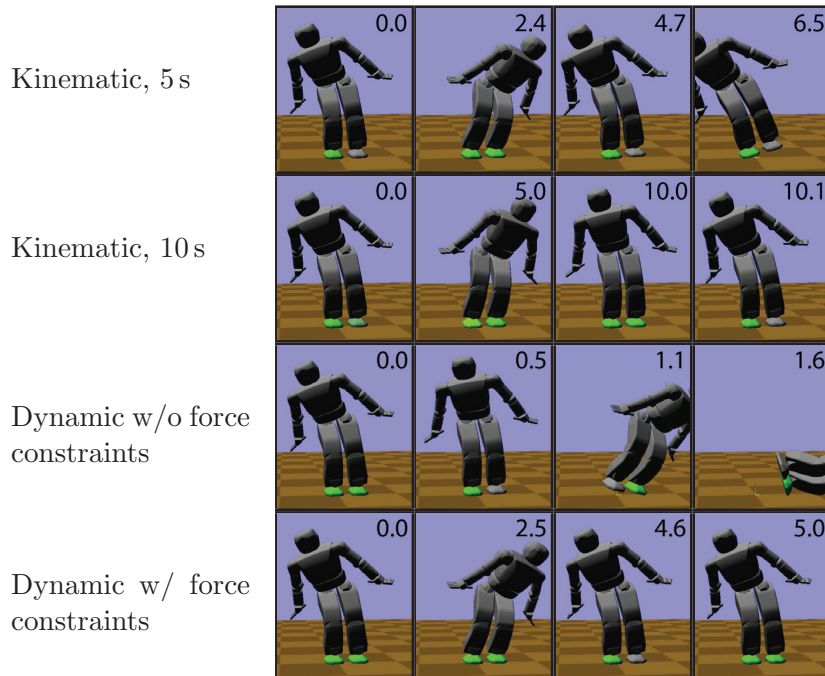 0.0 2.4 4.7 6.5
Kinematic, 5 s
0.0 5.0 10.0 10.1
Kinematic, 10 s
0.0 0.5 1.1 1.6
Dynamic w/o force
constraints
0.0 2.5 4.6 5.0
Dynamic w/ force
constraints